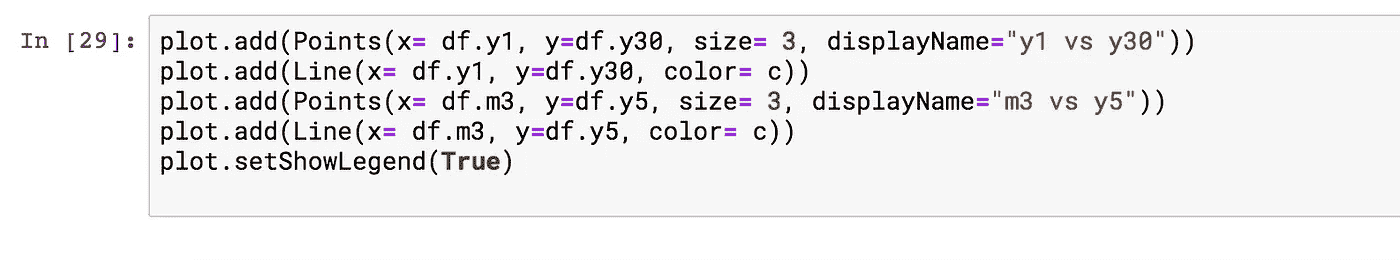 In [29]:
plot.add(Points(x= df.y1, y=df.y30, size= 3, displayName="y1 vs y30"))
plot.add(Line(x= df.y1, y=df.y30, color= c))
plot.add(Points(x= df.m3, y=df.y5, size= 3, displayName="m3 vs y5"))
plot.add(Line(x= df.m3, y=df.y5, color= c))
plot.setShowLegend(True)